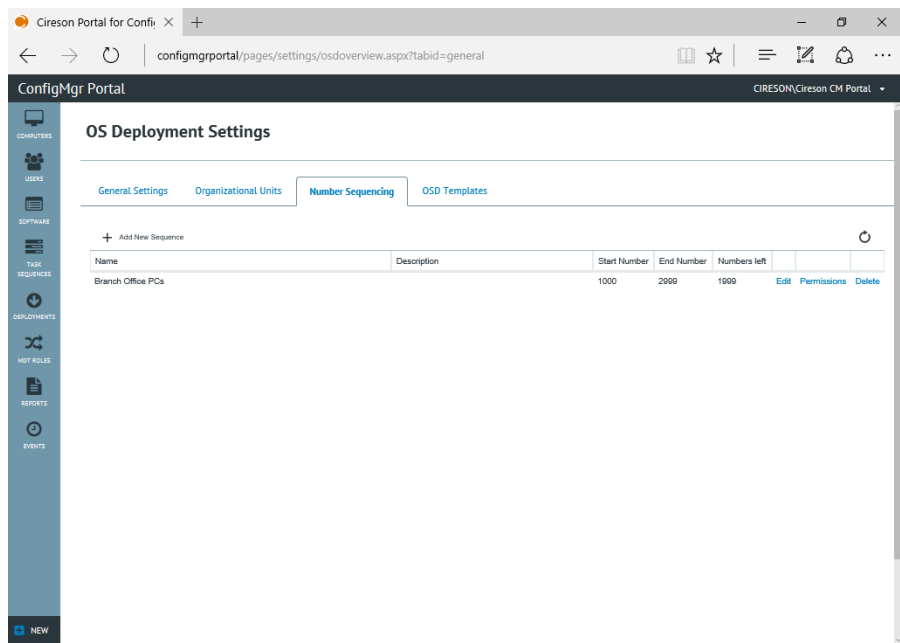 Cireson Portal for Config
configmgrportal/pages/settings/osdoverview.aspx?tabid=general
ConfigMgr Portal
CIRESON\Cireson CM Portal
COMPUTERS
USERS
SOFTWARE
TASK
SEQUENCES
DEPLOYMENTS
MDT ROLES
REPORTS
EVENTS
NEW
OS Deployment Settings
General Settings Organizational Units Number Sequencing OSD Templates
Add New Sequence
Name Description Start Number End Number Numbers left
Branch Office PCs 1000 2999 1999 Edit Permissions Delete